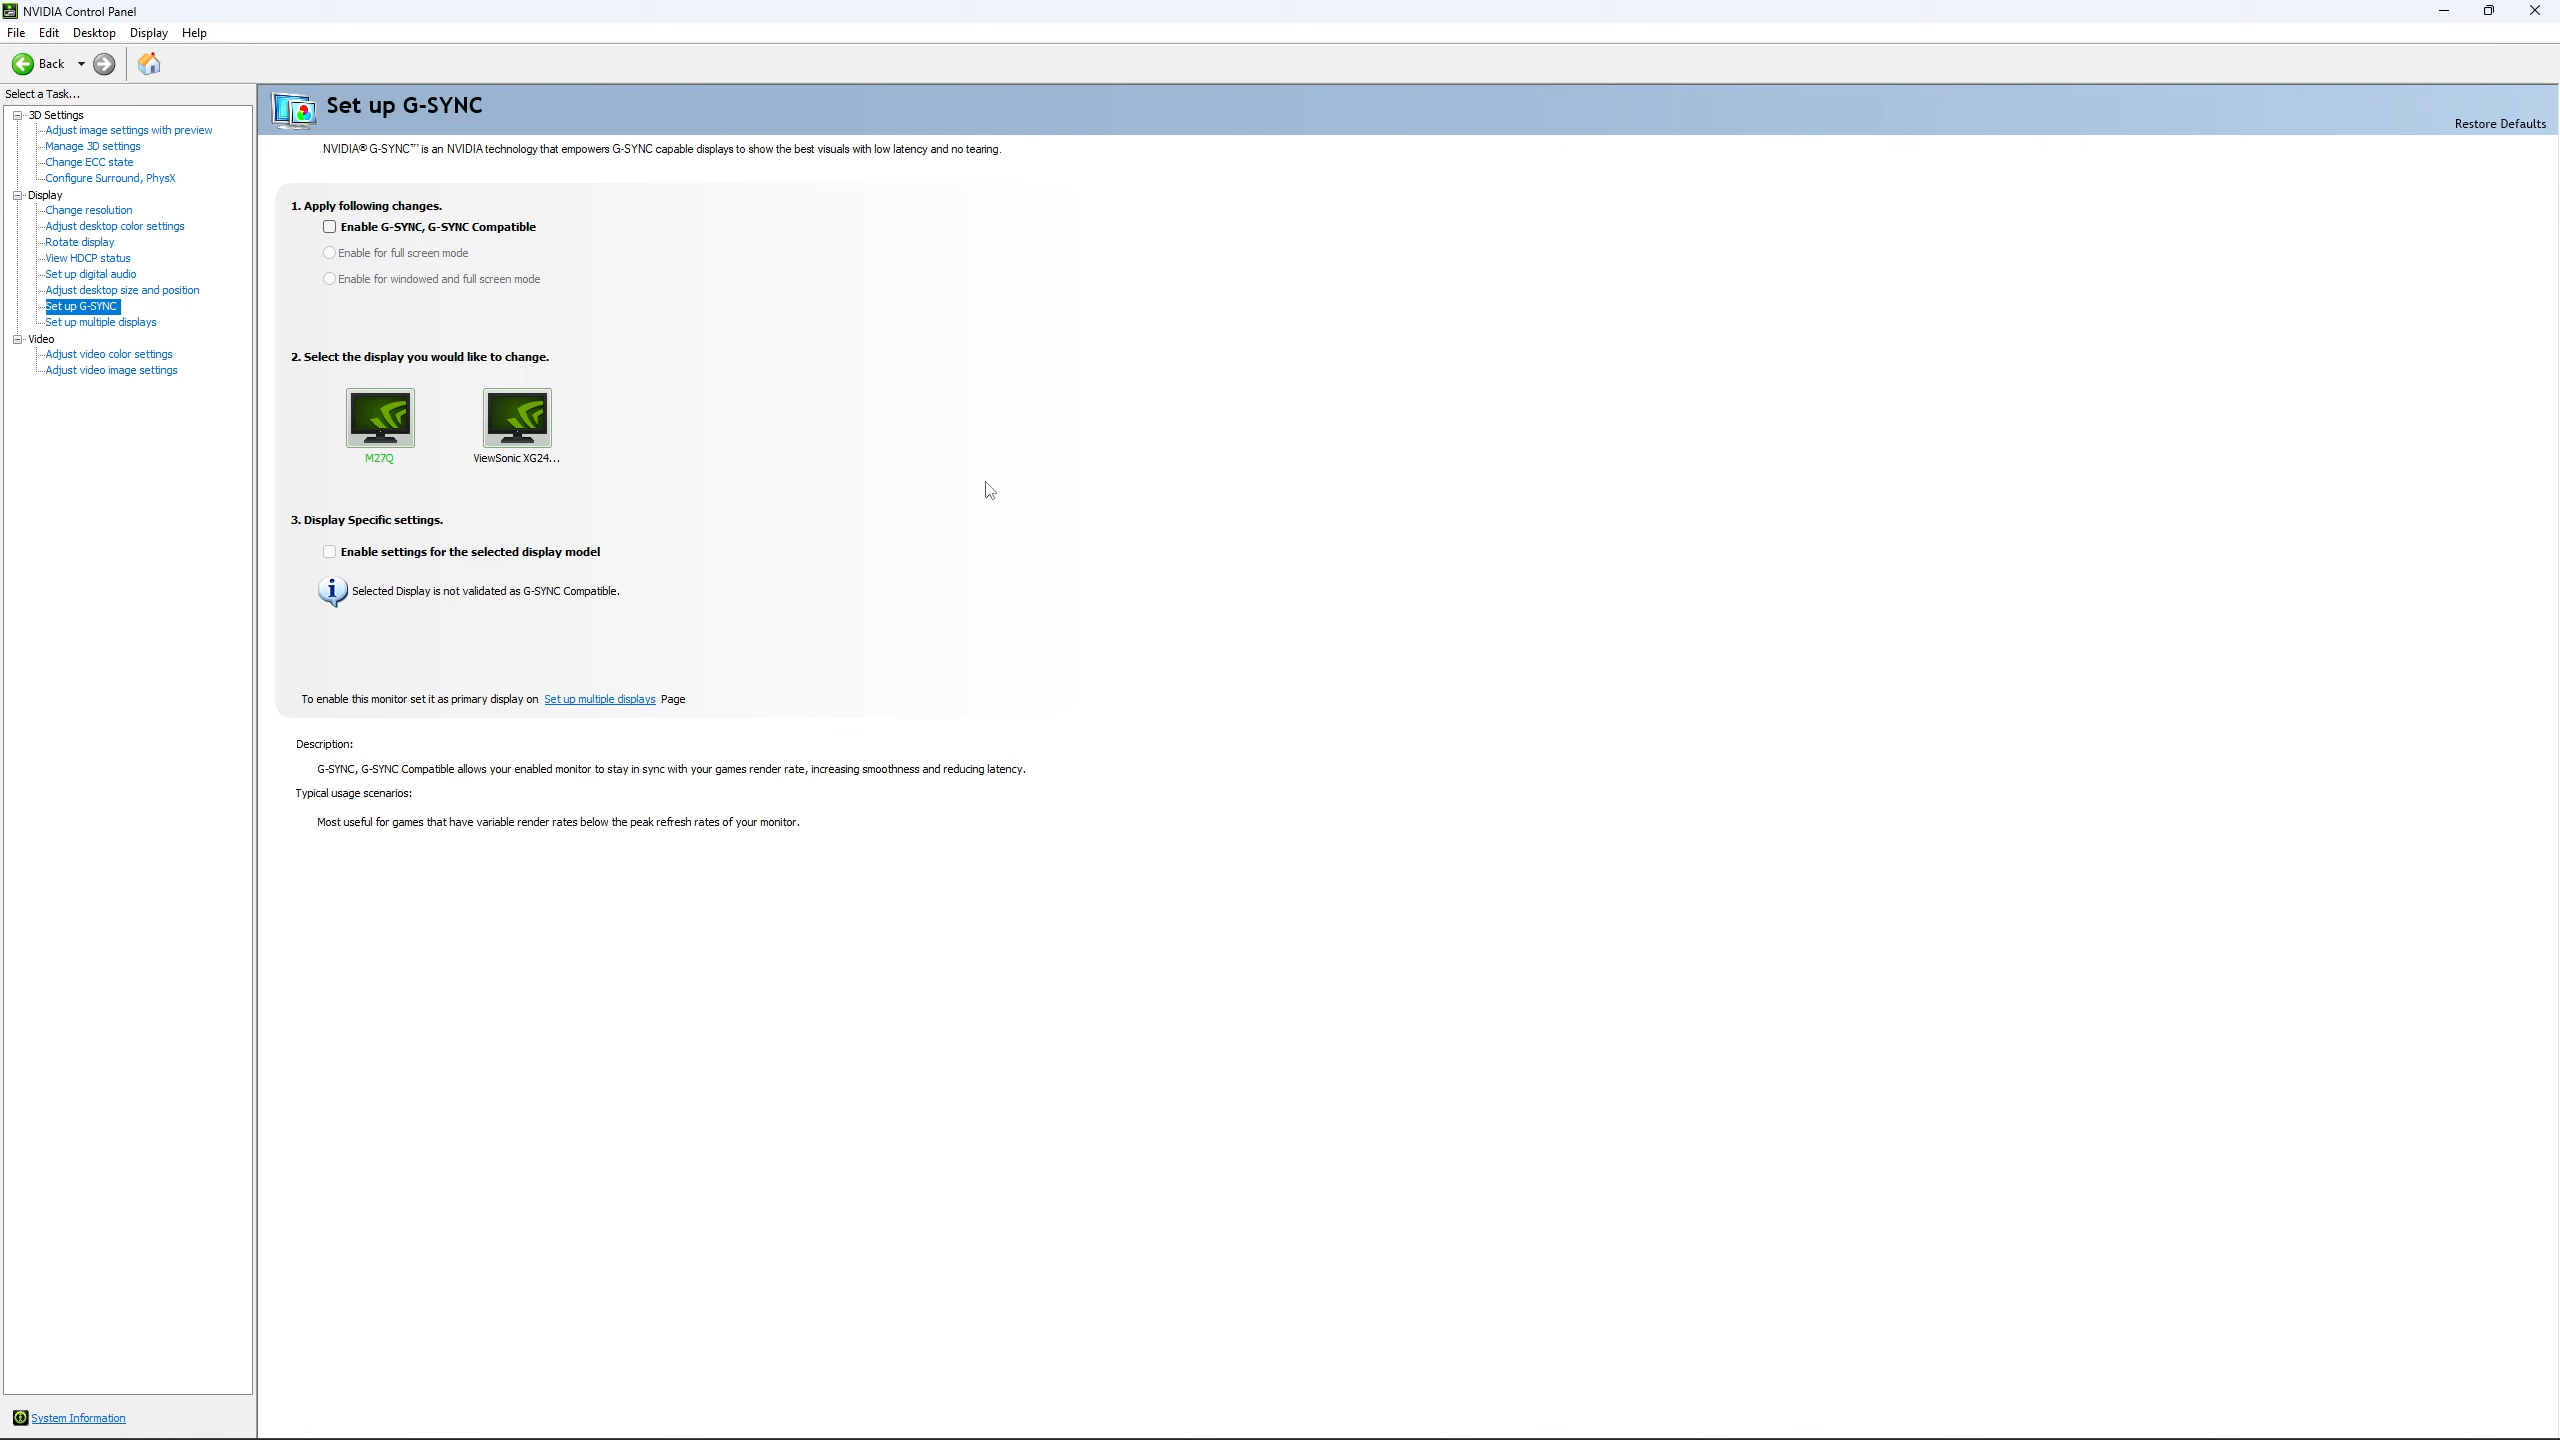 NVIDIA Control Panel
File Edit Desktop Display Help
Back
Select a Task...
3D Settings
Adjust image settings with preview
Manage 3D settings
Change ECC state
Configure Surround, PhysX
Display
Change resolution
Adjust desktop color settings
Rotate display
View HDCP status
Set up digital audio
Adjust desktop size and position
Set up G-SYNC
Set up multiple displays
Video
Adjust video color settings
Adjust video image settings
System Information
Set up G-SYNC
Restore Defaults
NVIDIA® G-SYNC™ is an NVIDIA technology that empowers G-SYNC capable displays to show the best visuals with low latency and no tearing.
1. Apply following changes.
Enable G-SYNC, G-SYNC Compatible
Enable for full screen mode
Enable for windowed and full screen mode
2. Select the display you would like to change.
M27Q ViewSonic XG24...
3. Display Specific settings.
Enable settings for the selected display model
Selected Display is not validated as G-SYNC Compatible.
To enable this monitor set it as primary display on Set up multiple displays Page
Description:
G-SYNC, G-SYNC Compatible allows your enabled monitor to stay in sync with your games render rate, increasing smoothness and reducing latency.
Typical usage scenarios:
Most useful for games that have variable render rates below the peak refresh rates of your monitor.